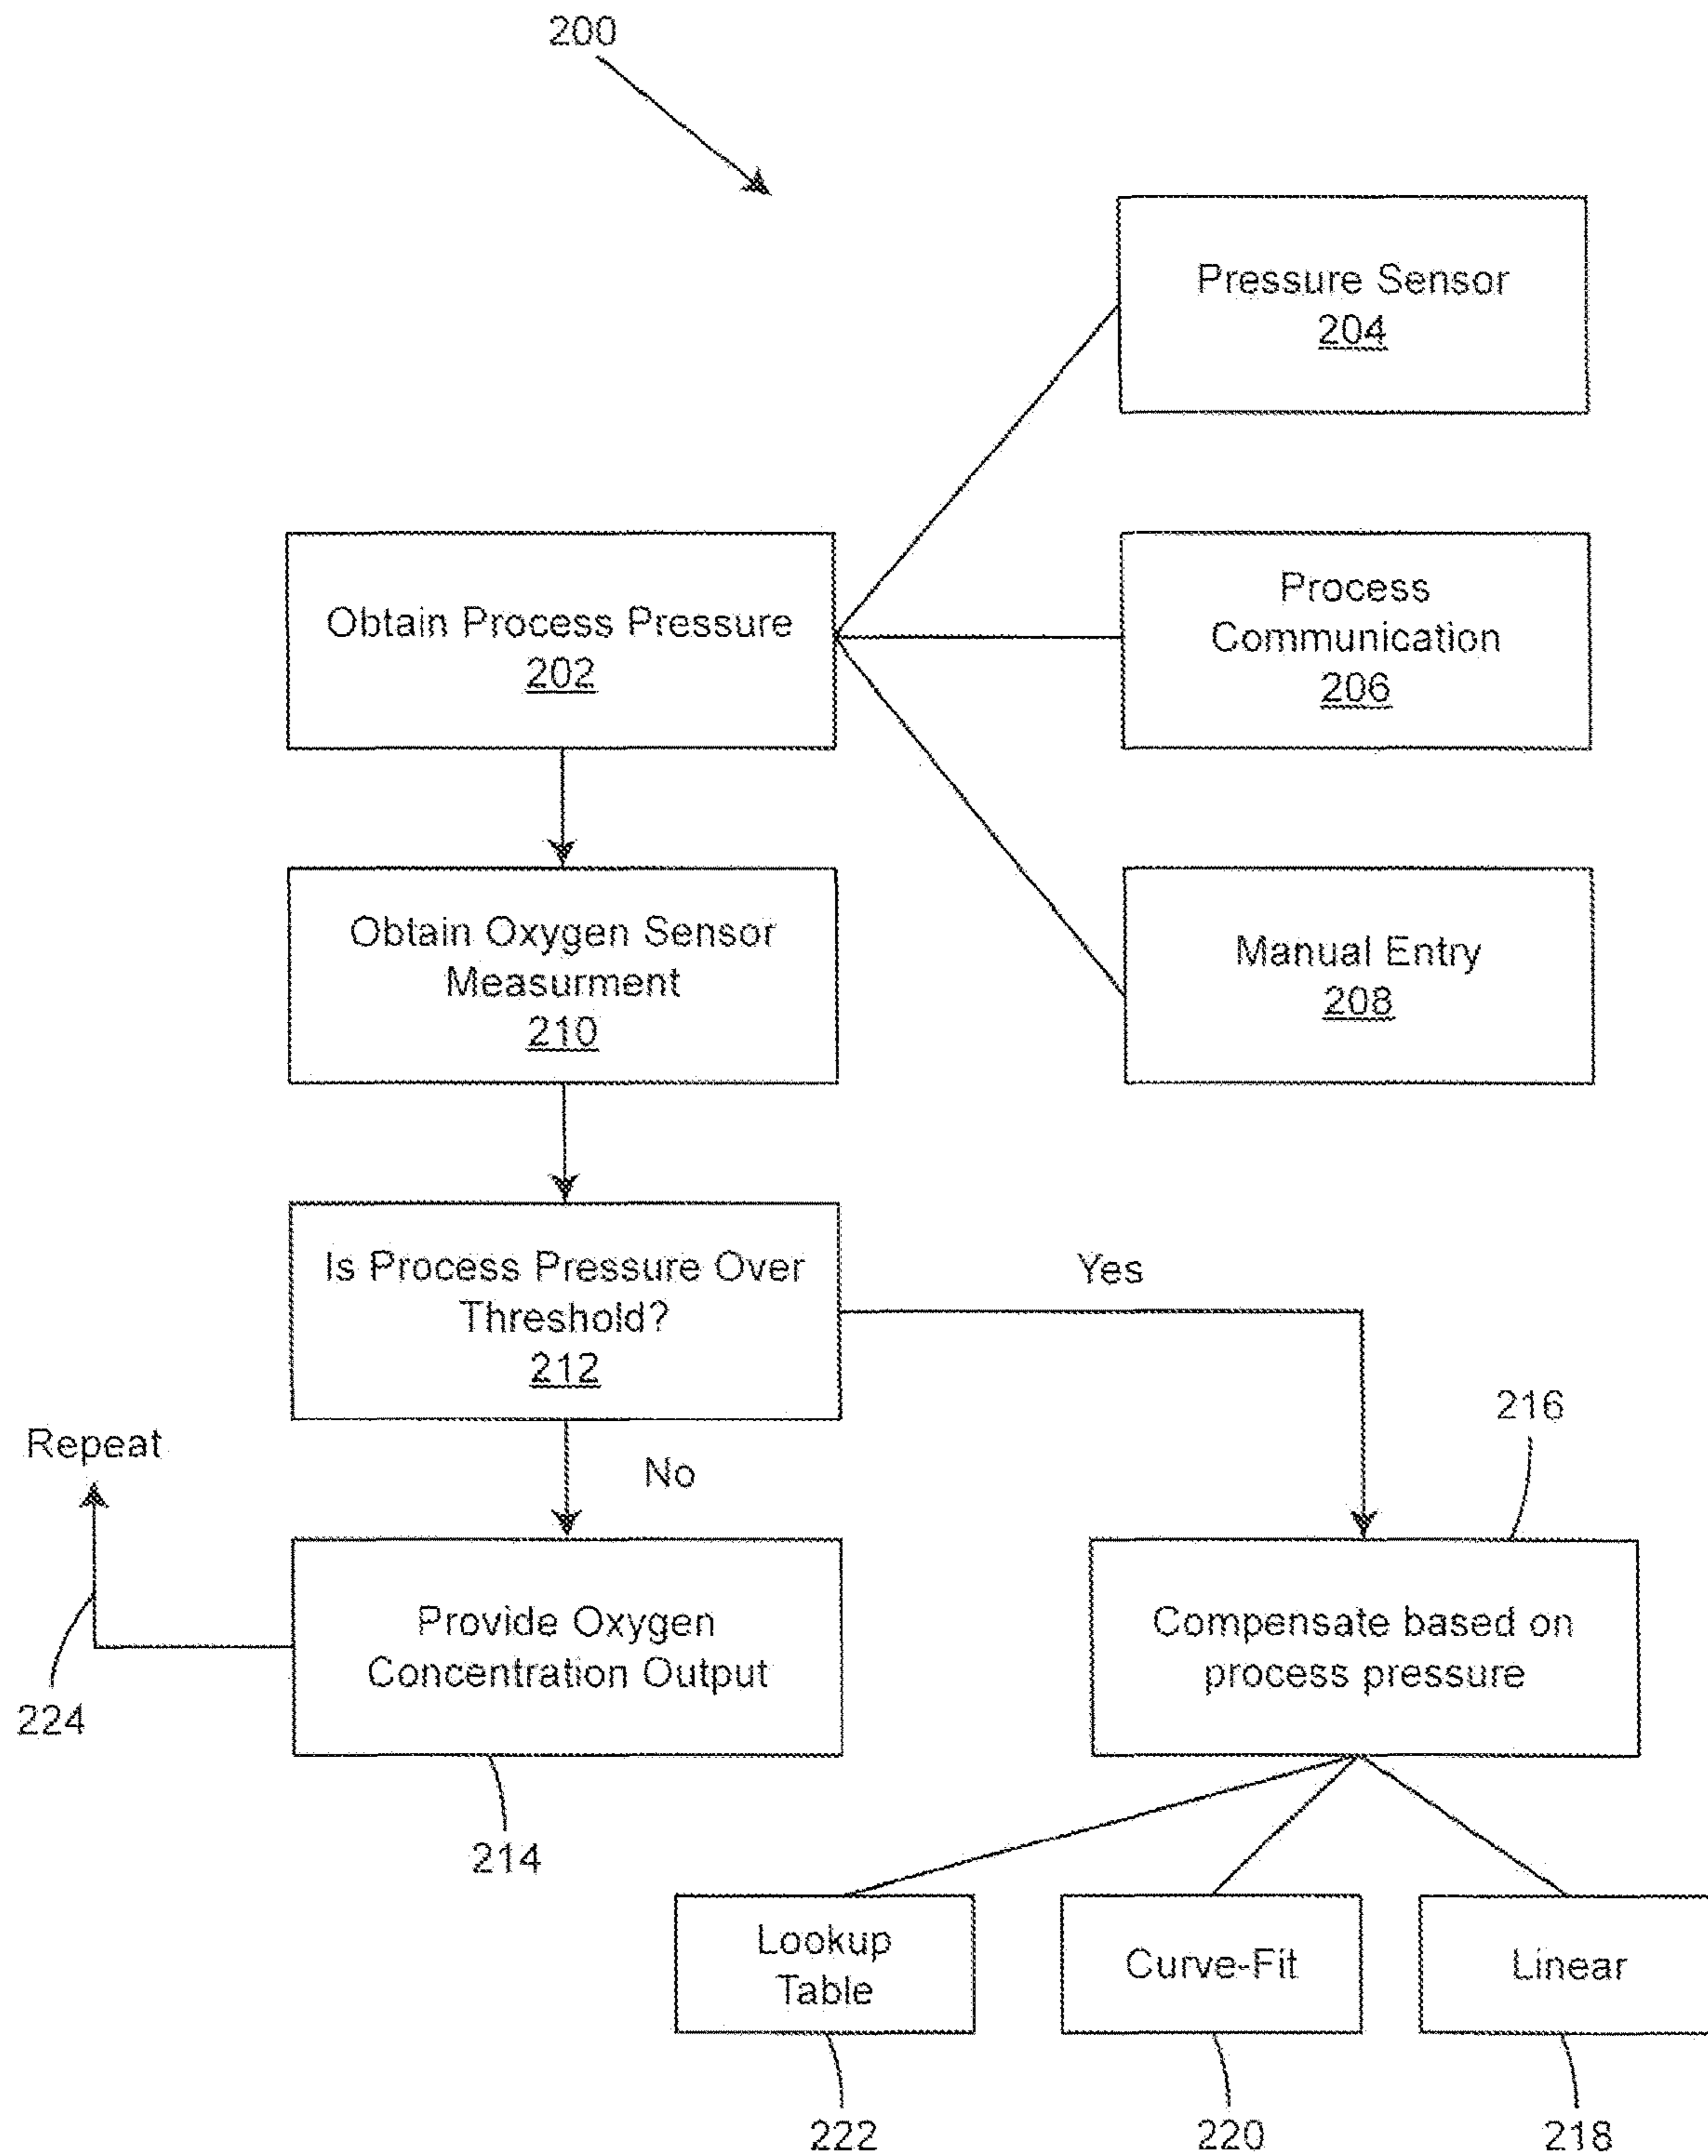 200
Pressure Sensor
204
Obtain Process Pressure
202
Process
Communication
206
Obtain Oxygen Sensor
Measurment
210
Manual Entry
208
Is Process Pressure Over
Threshold?
212
Yes
No
Repeat
216
Provide Oxygen
Concentration Output
Compensate based on
process pressure
224
214
Lookup
Table
Curve-Fit
Linear
222
220
218